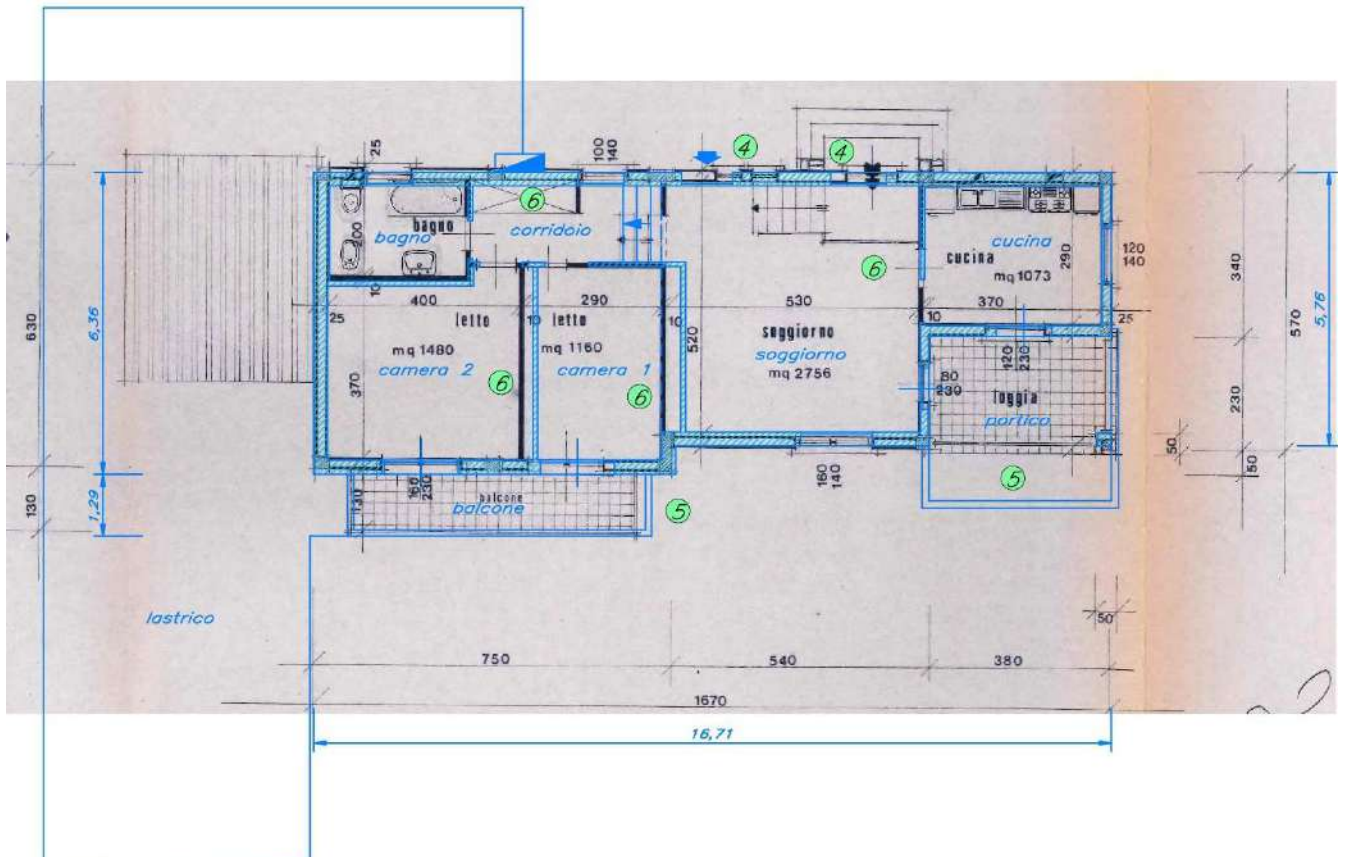 25
100
140
4
4
200
bagno
bagno
6
corridoio
cucina
cucina
mq 1073
290
120
140
6
10
400
290
530
370
25
letto
10
letto
10
10
25
mq 1480
camera 2
mq 1160
camera 1
520
soggiorno
soggiorno
mq 2756
120
230
80
230
loggia
portico
370
6
6
630
6,36
340
570
5,76
230
50
50
160
230
160
140
5
130
1,29
130
balcone
balcone
5
lastrico
50
750
540
380
1670
16,71